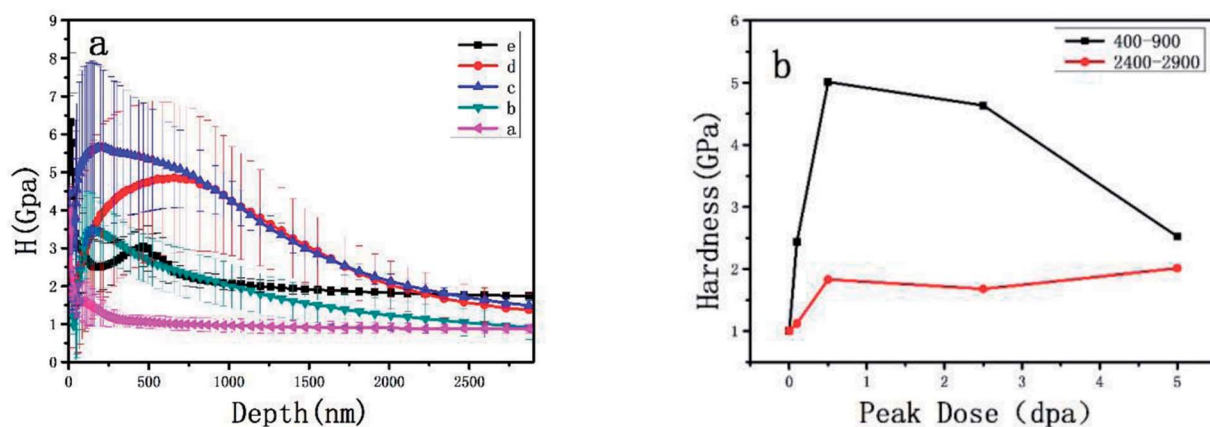 a
e
d
c
b
a
H(Gpa)
9
8
7
6
5
4
3
2
1
0
0 500 1000 1500 2000 2500
Depth(nm)
b
400-900
2400-2900
Hardness(GPa)
6
5
4
3
2
1
0 1 2 3 4 5
Peak Dose (dpa)